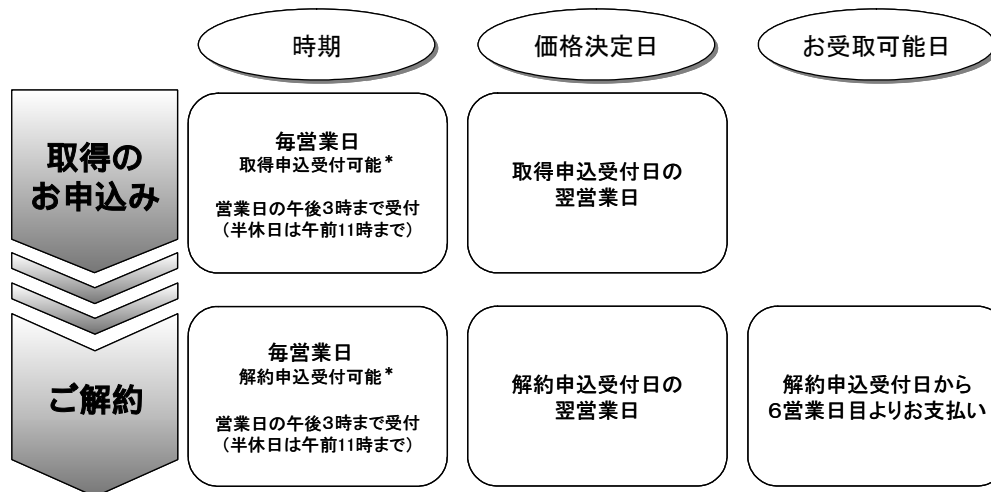 時期
価格決定日
お受取可能日
取得の
お申込み
毎営業日
取得申込受付可能*
営業日の午後3時まで受付
(半休日は午前11時まで)
取得申込受付日の
翌営業日
ご解約
毎営業日
解約申込受付可能*
営業日の午後3時まで受付
(半休日は午前11時まで)
解約申込受付日の
翌営業日
解約申込受付日から
6営業日目よりお支払い